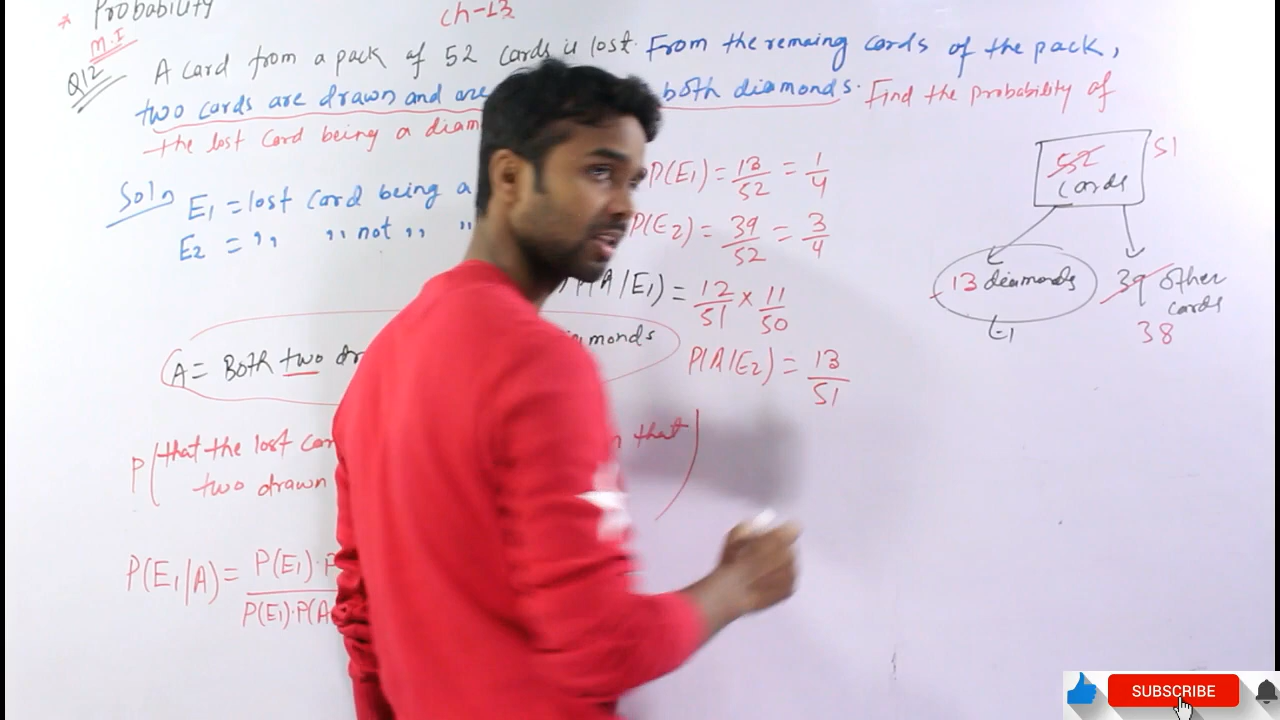 * Probability
ch-13
M.I
Q12 A card from a pack of 52 cards is lost. From the remaing cards of the pack,
two cards are drawn and are both diamonds. Find the probability of
the lost card being a diam
Soln E1 = lost card being a
E2 = ,, ,, not ,, ,,
P(E1) = 13/52 = 1/4
P(E2) = 39/52 = 3/4
P(A/E1) = 12/51 × 11/50
P(A/E2) = 13/51
A = Both two dr monds
P(that the lost car n that
two drawn )
P(E1/A) = P(E1)·P
P(E1)·P(A
52 51
cards
13 diamonds 39 other
cards
E1 38
SUBSCRIBE